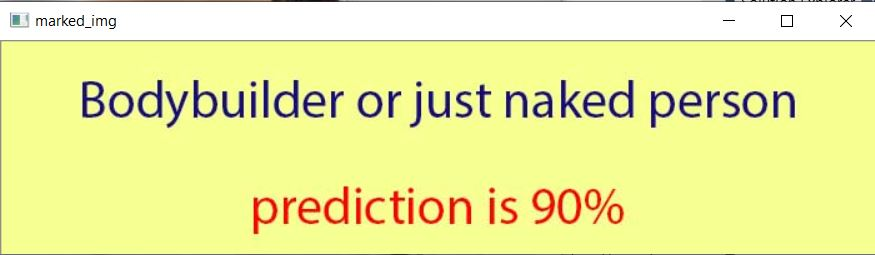 marked_img
Bodybuilder or just naked person
prediction is 90%